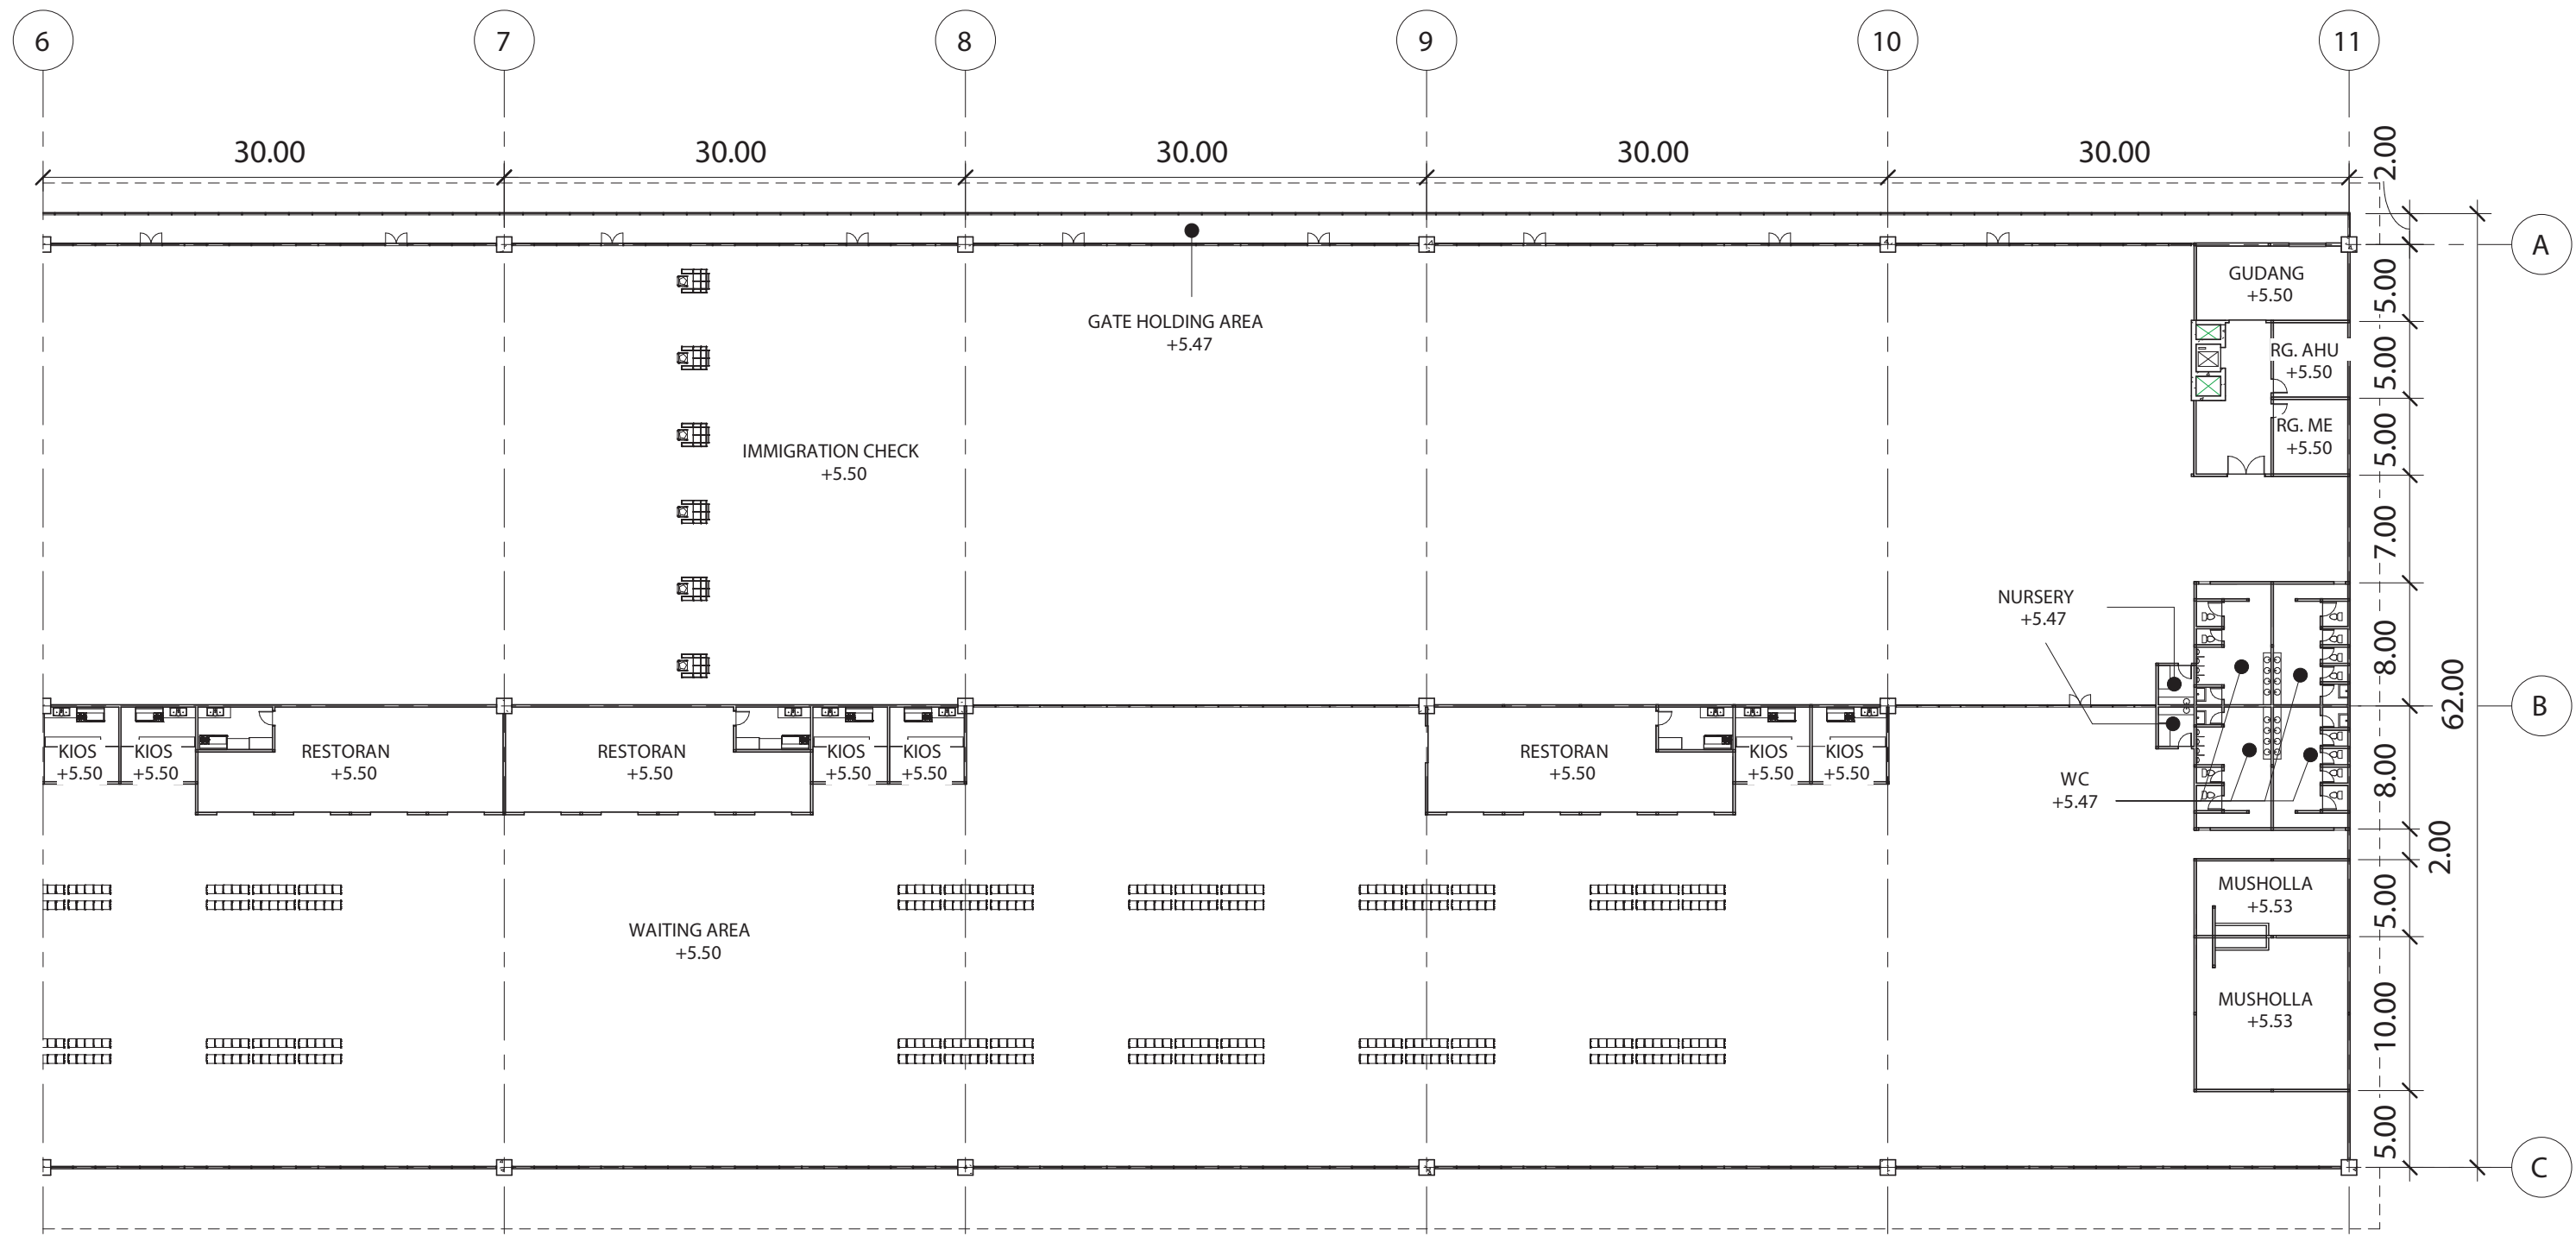 6
7
8
9
10
11
30.00
30.00
30.00
30.00
30.00
2.00
A
GUDANG
+5.50
5.00
GATE HOLDING AREA
+5.47
RG. AHU
+5.50
5.00
IMMIGRATION CHECK
+5.50
RG. ME
+5.50
5.00
7.00
NURSERY
+5.47
8.00
62.00
B
KIOS
+5.50
KIOS
+5.50
RESTORAN
+5.50
RESTORAN
+5.50
KIOS
+5.50
KIOS
+5.50
RESTORAN
+5.50
KIOS
+5.50
KIOS
+5.50
WC
+5.47
8.00
2.00
MUSHOLLA
+5.53
5.00
WAITING AREA
+5.50
MUSHOLLA
+5.53
10.00
5.00
C